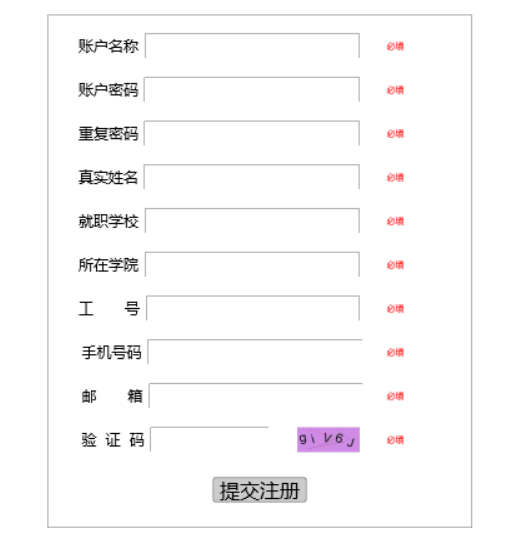 账户名称 必填
账户密码 必填
重复密码 必填
真实姓名 必填
就职学校 必填
所在学院 必填
工 号 必填
手机号码 必填
邮 箱 必填
验 证 码 giV6J 必填
提交注册